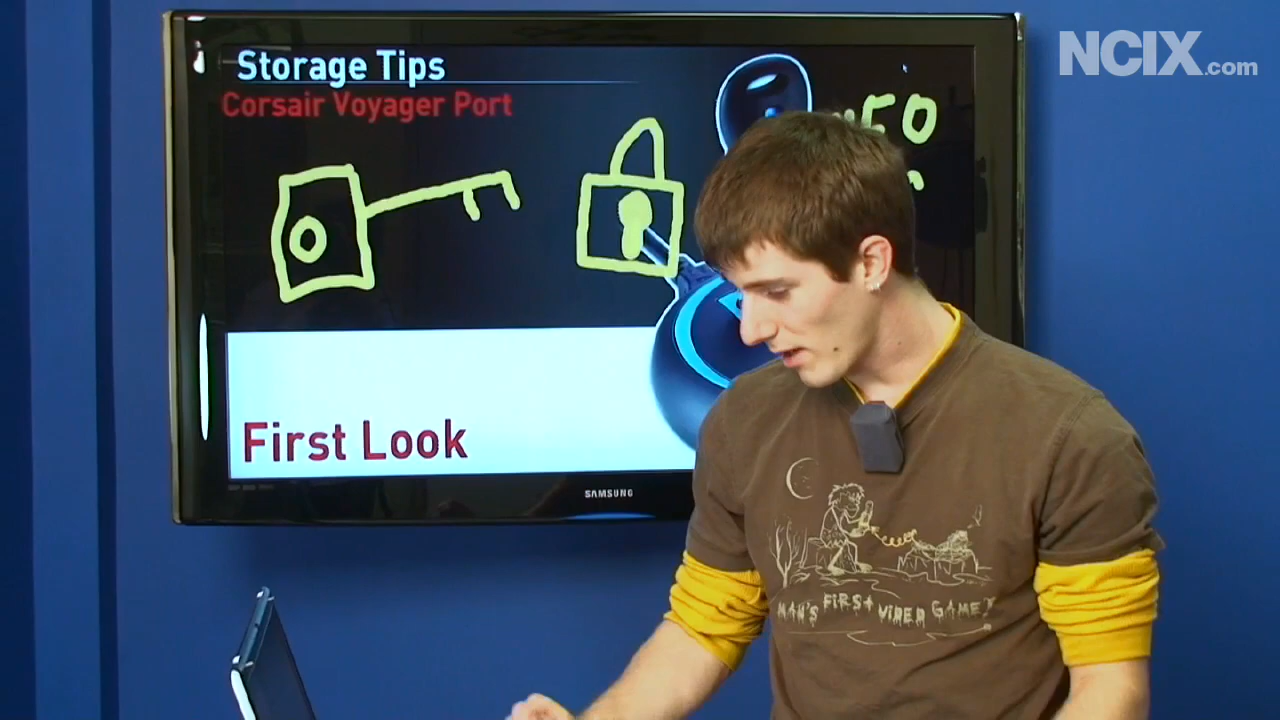 Storage Tips
Corsair Voyager Port
NCIX.com
First Look
SAMSUNG
MAN'S FIRST VIDEO GAME!